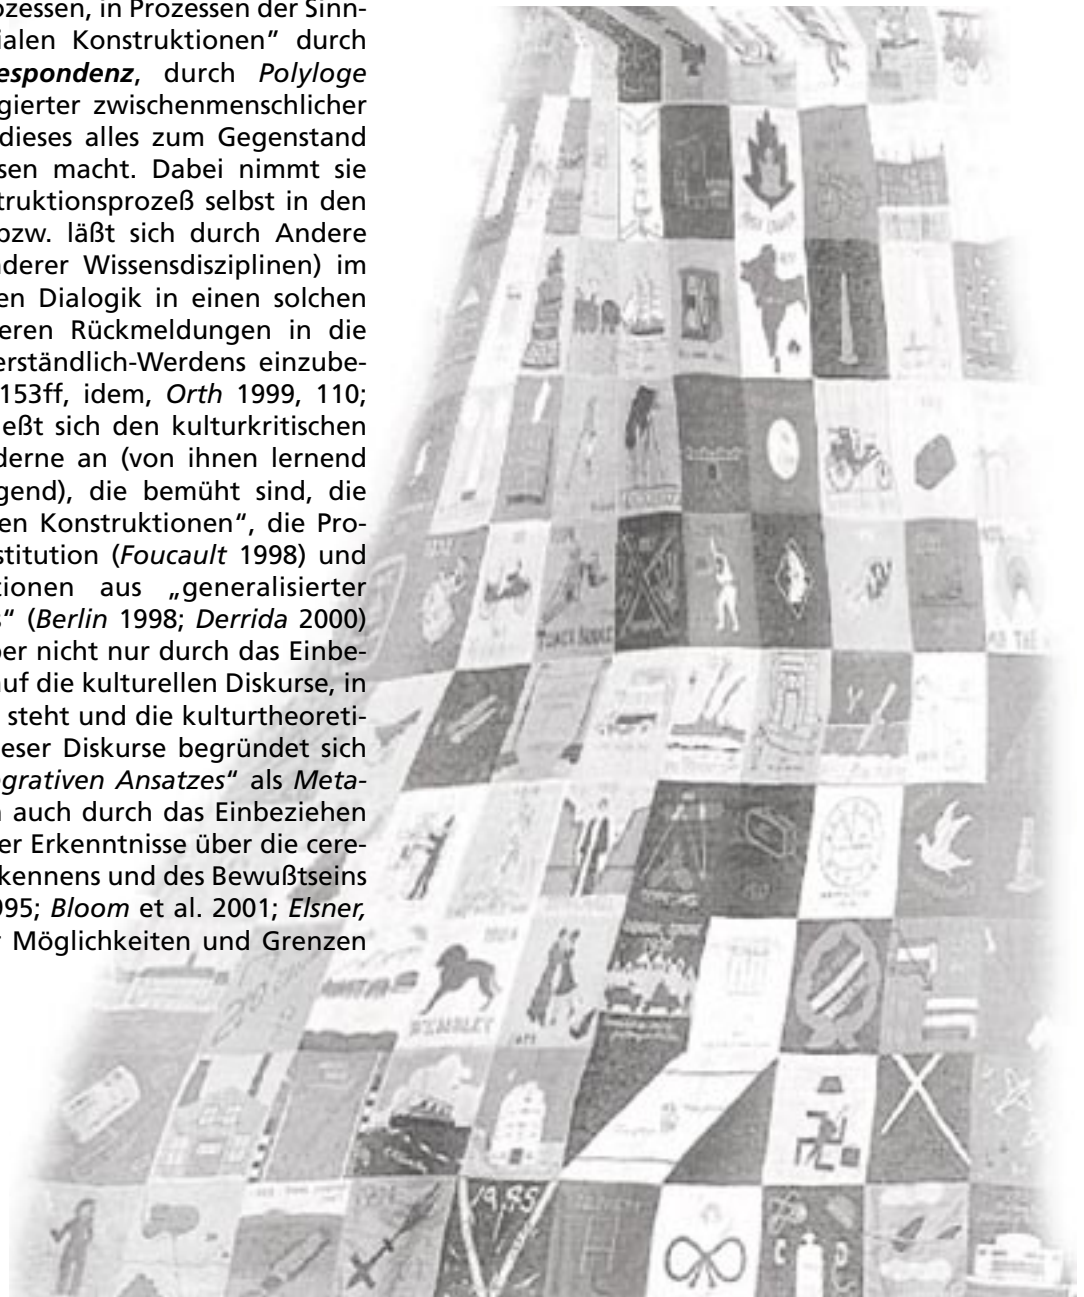 ozessen, in Prozessen der Sinn-
ialen Konstruktionen“ durch
espondenz, durch Polyloge
gierter zwischenmenschlicher
dieses alles zum Gegenstand
sen macht. Dabei nimmt sie
truktionsprozeß selbst in den
bzw. läßt sich durch Andere
nderer Wissensdisziplinen) im
en Dialogik in einen solchen
eren Rückmeldungen in die
erständlich-Werdens einzube-
153ff, idem, Orth 1999, 110;
eßt sich den kulturkritischen
derne an (von ihnen lernend
gend), die bemüht sind, die
en Konstruktionen“, die Pro-
stitution (Foucault 1998) und
tionen aus „generalisierter
s“ (Berlin 1998; Derrida 2000)
per nicht nur durch das Einbe-
auf die kulturellen Diskurse, in
steht und die kulturtheoreti-
ieser Diskurse begründet sich
grativen Ansatzes“ als Meta-
n auch durch das Einbeziehen
er Erkenntnisse über die cere-
kennens und des Bewußtseins
995; Bloom et al. 2001; Elsner,
r Möglichkeiten und Grenzen
1924
WEMBLEY
1985
C D